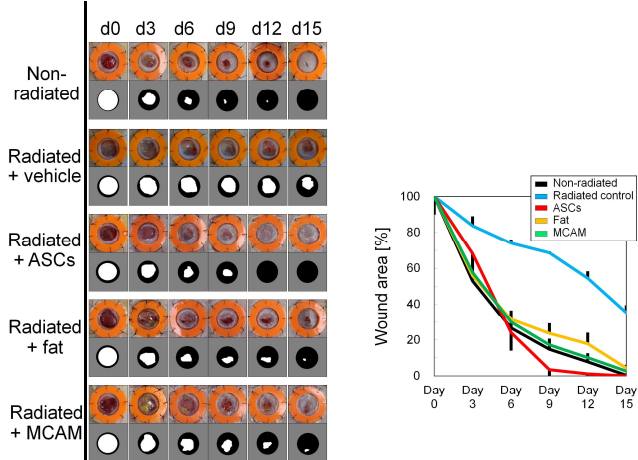 d0 d3 d6 d9 d12 d15
Non-
radiated
Radiated
+ vehicle
Radiated
+ ASCs
Radiated
+ fat
Radiated
+ MCAM
Non-radiated
Radiated control
ASCs
Fat
MCAM
Wound area [%]
100
80
60
40
20
0
Day Day Day Day Day Day
0 3 6 9 12 15